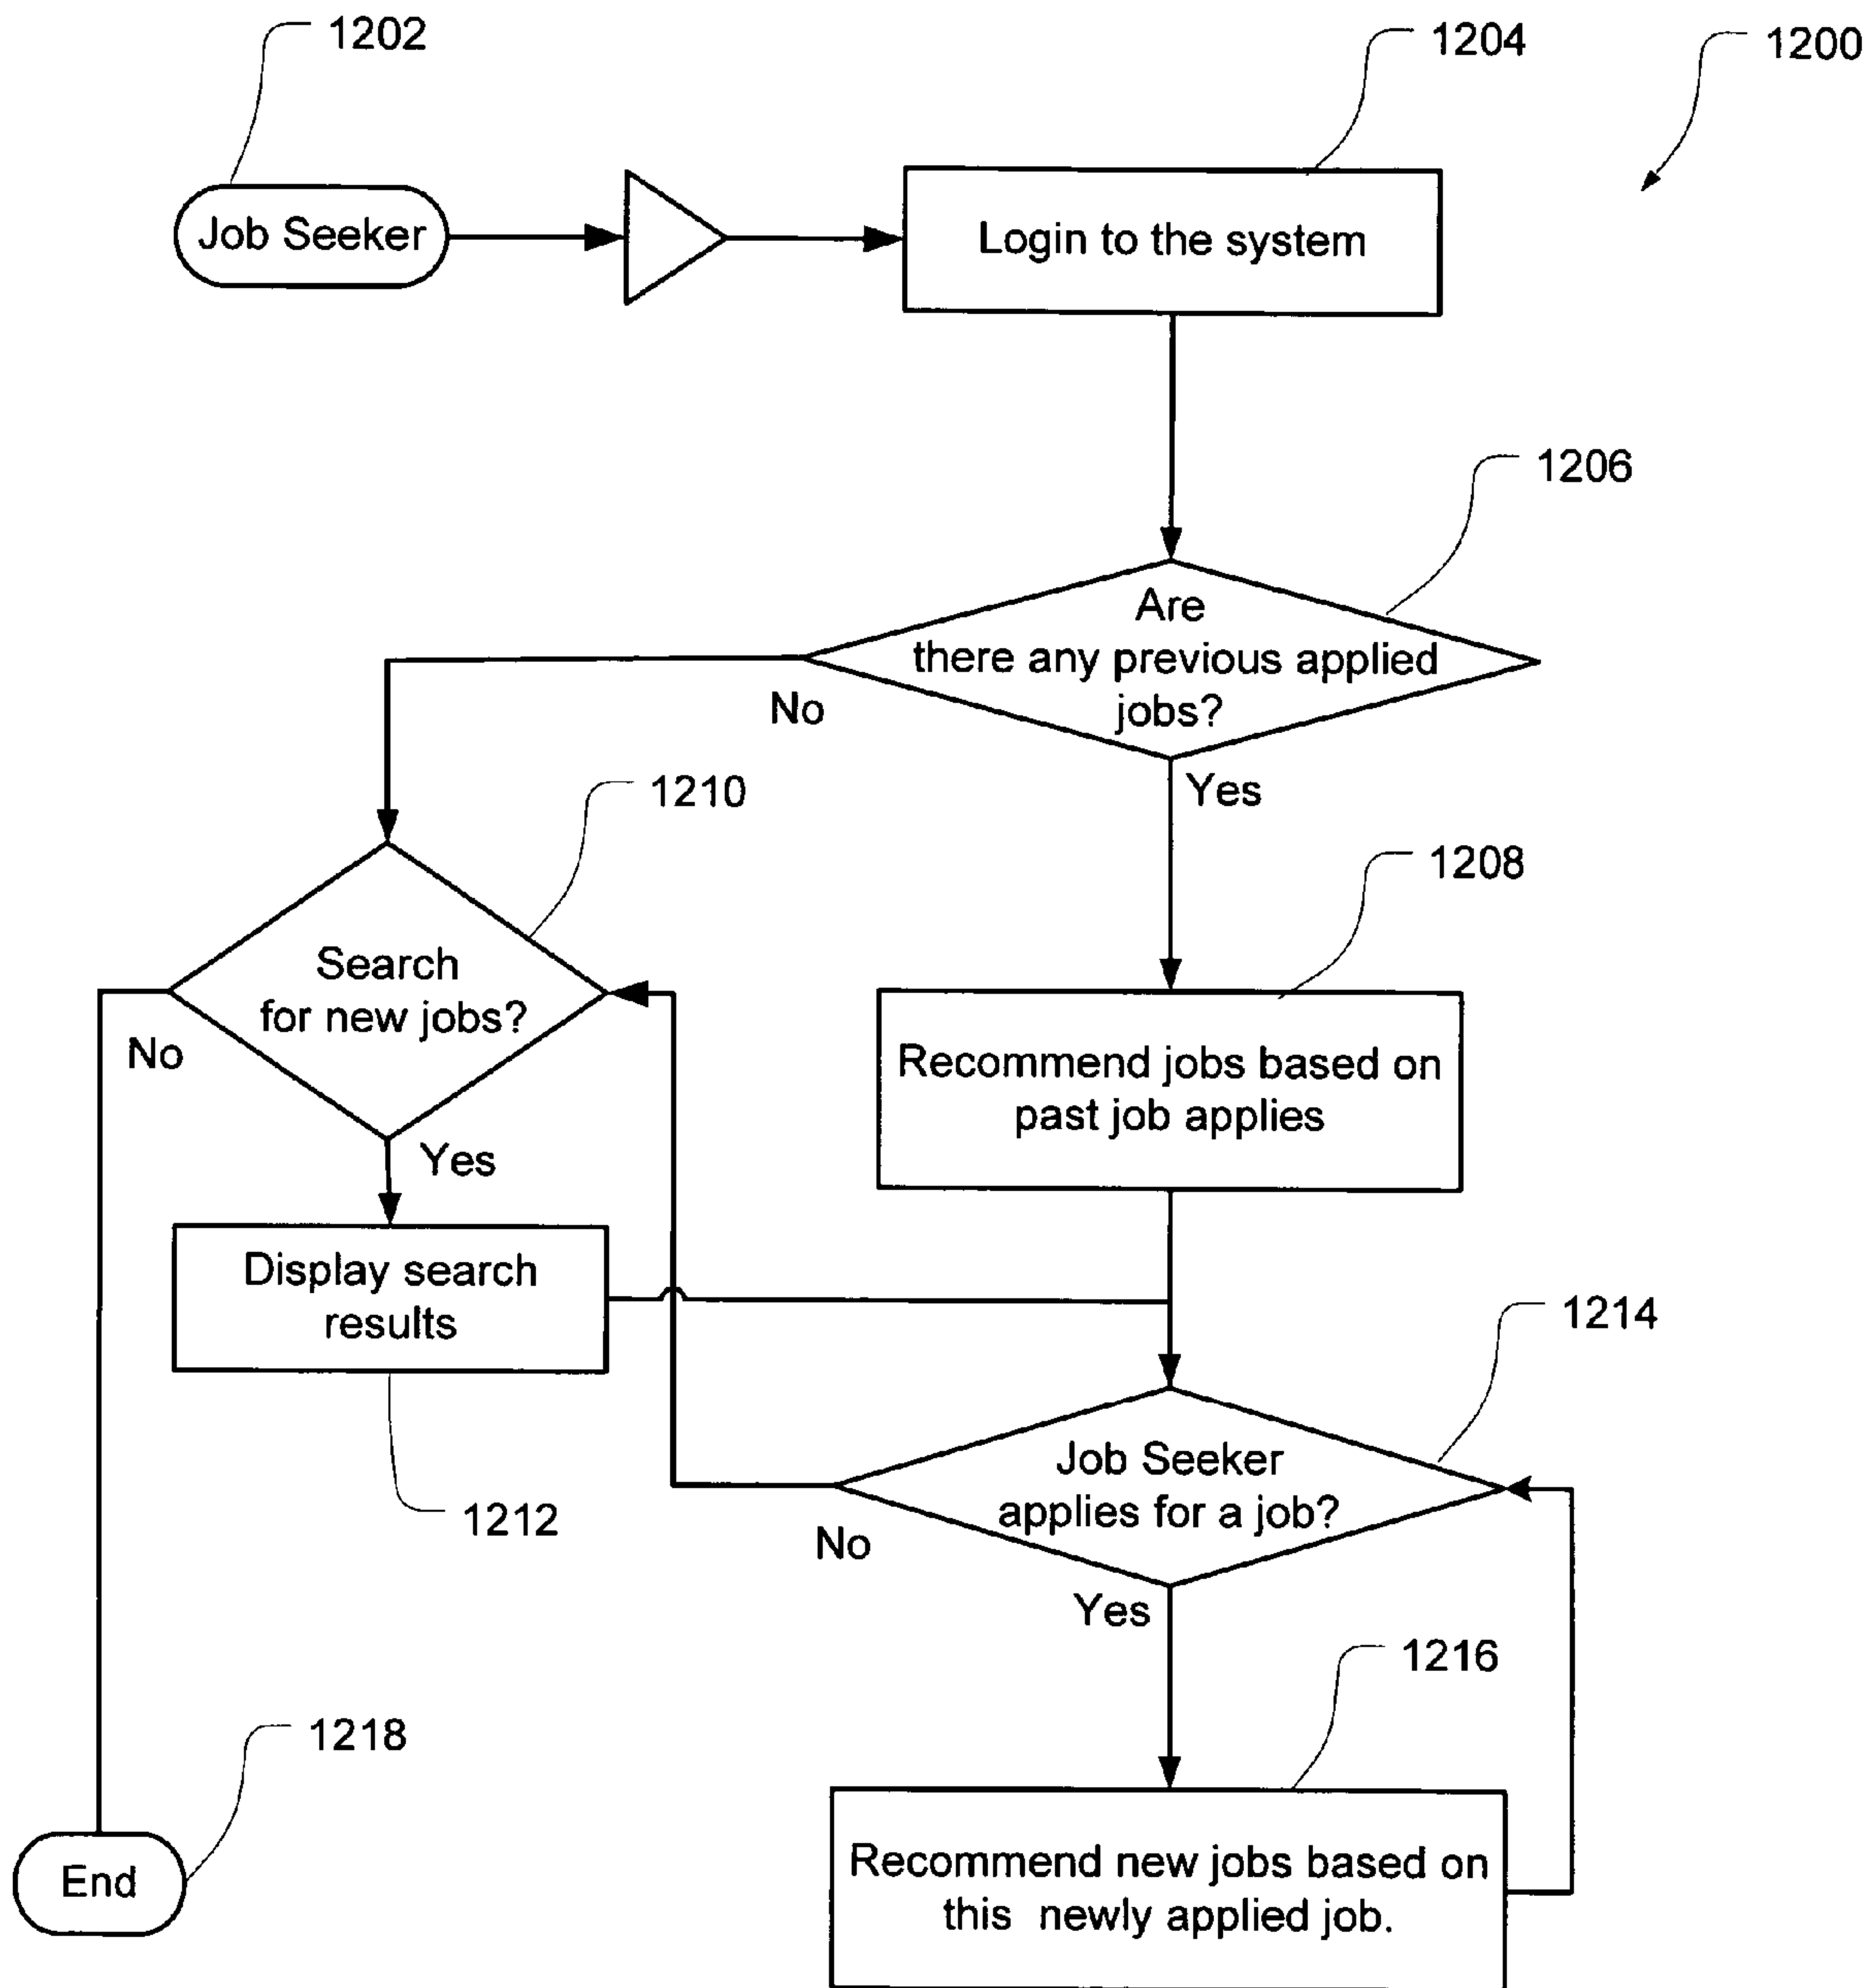 1202
1204
1200
Job Seeker
Login to the system
1206
Are
there any previous applied
jobs?
No
Yes
1210
1208
Search
for new jobs?
No
Yes
Recommend jobs based on
past job applies
Display search
results
1212
1214
Job Seeker
applies for a job?
No
Yes
1216
1218
End
Recommend new jobs based on
this newly applied job.